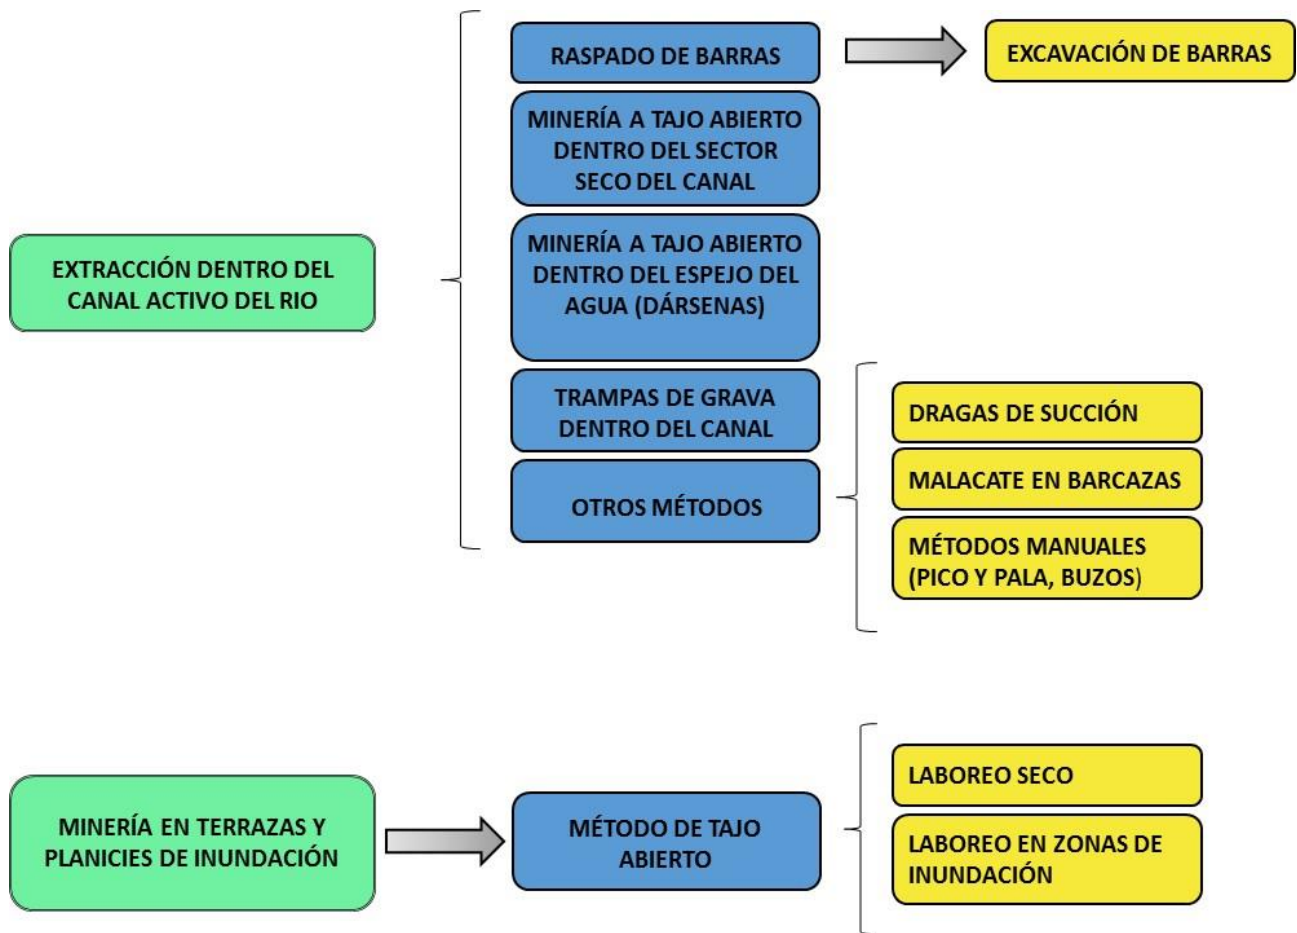 RASPADO DE BARRAS
EXCAVACIÓN DE BARRAS
MINERÍA A TAJO ABIERTO
DENTRO DEL SECTOR
SECO DEL CANAL
EXTRACCIÓN DENTRO DEL
CANAL ACTIVO DEL RIO
MINERÍA A TAJO ABIERTO
DENTRO DEL ESPEJO DEL
AGUA (DÁRSENAS)
TRAMPAS DE GRAVA
DENTRO DEL CANAL
OTROS MÉTODOS
DRAGAS DE SUCCIÓN
MALACATE EN BARCAZAS
MÉTODOS MANUALES
(PICO Y PALA, BUZOS)
MINERÍA EN TERRAZAS Y
PLANICIES DE INUNDACIÓN
MÉTODO DE TAJO
ABIERTO
LABOREO SECO
LABOREO EN ZONAS DE
INUNDACIÓN